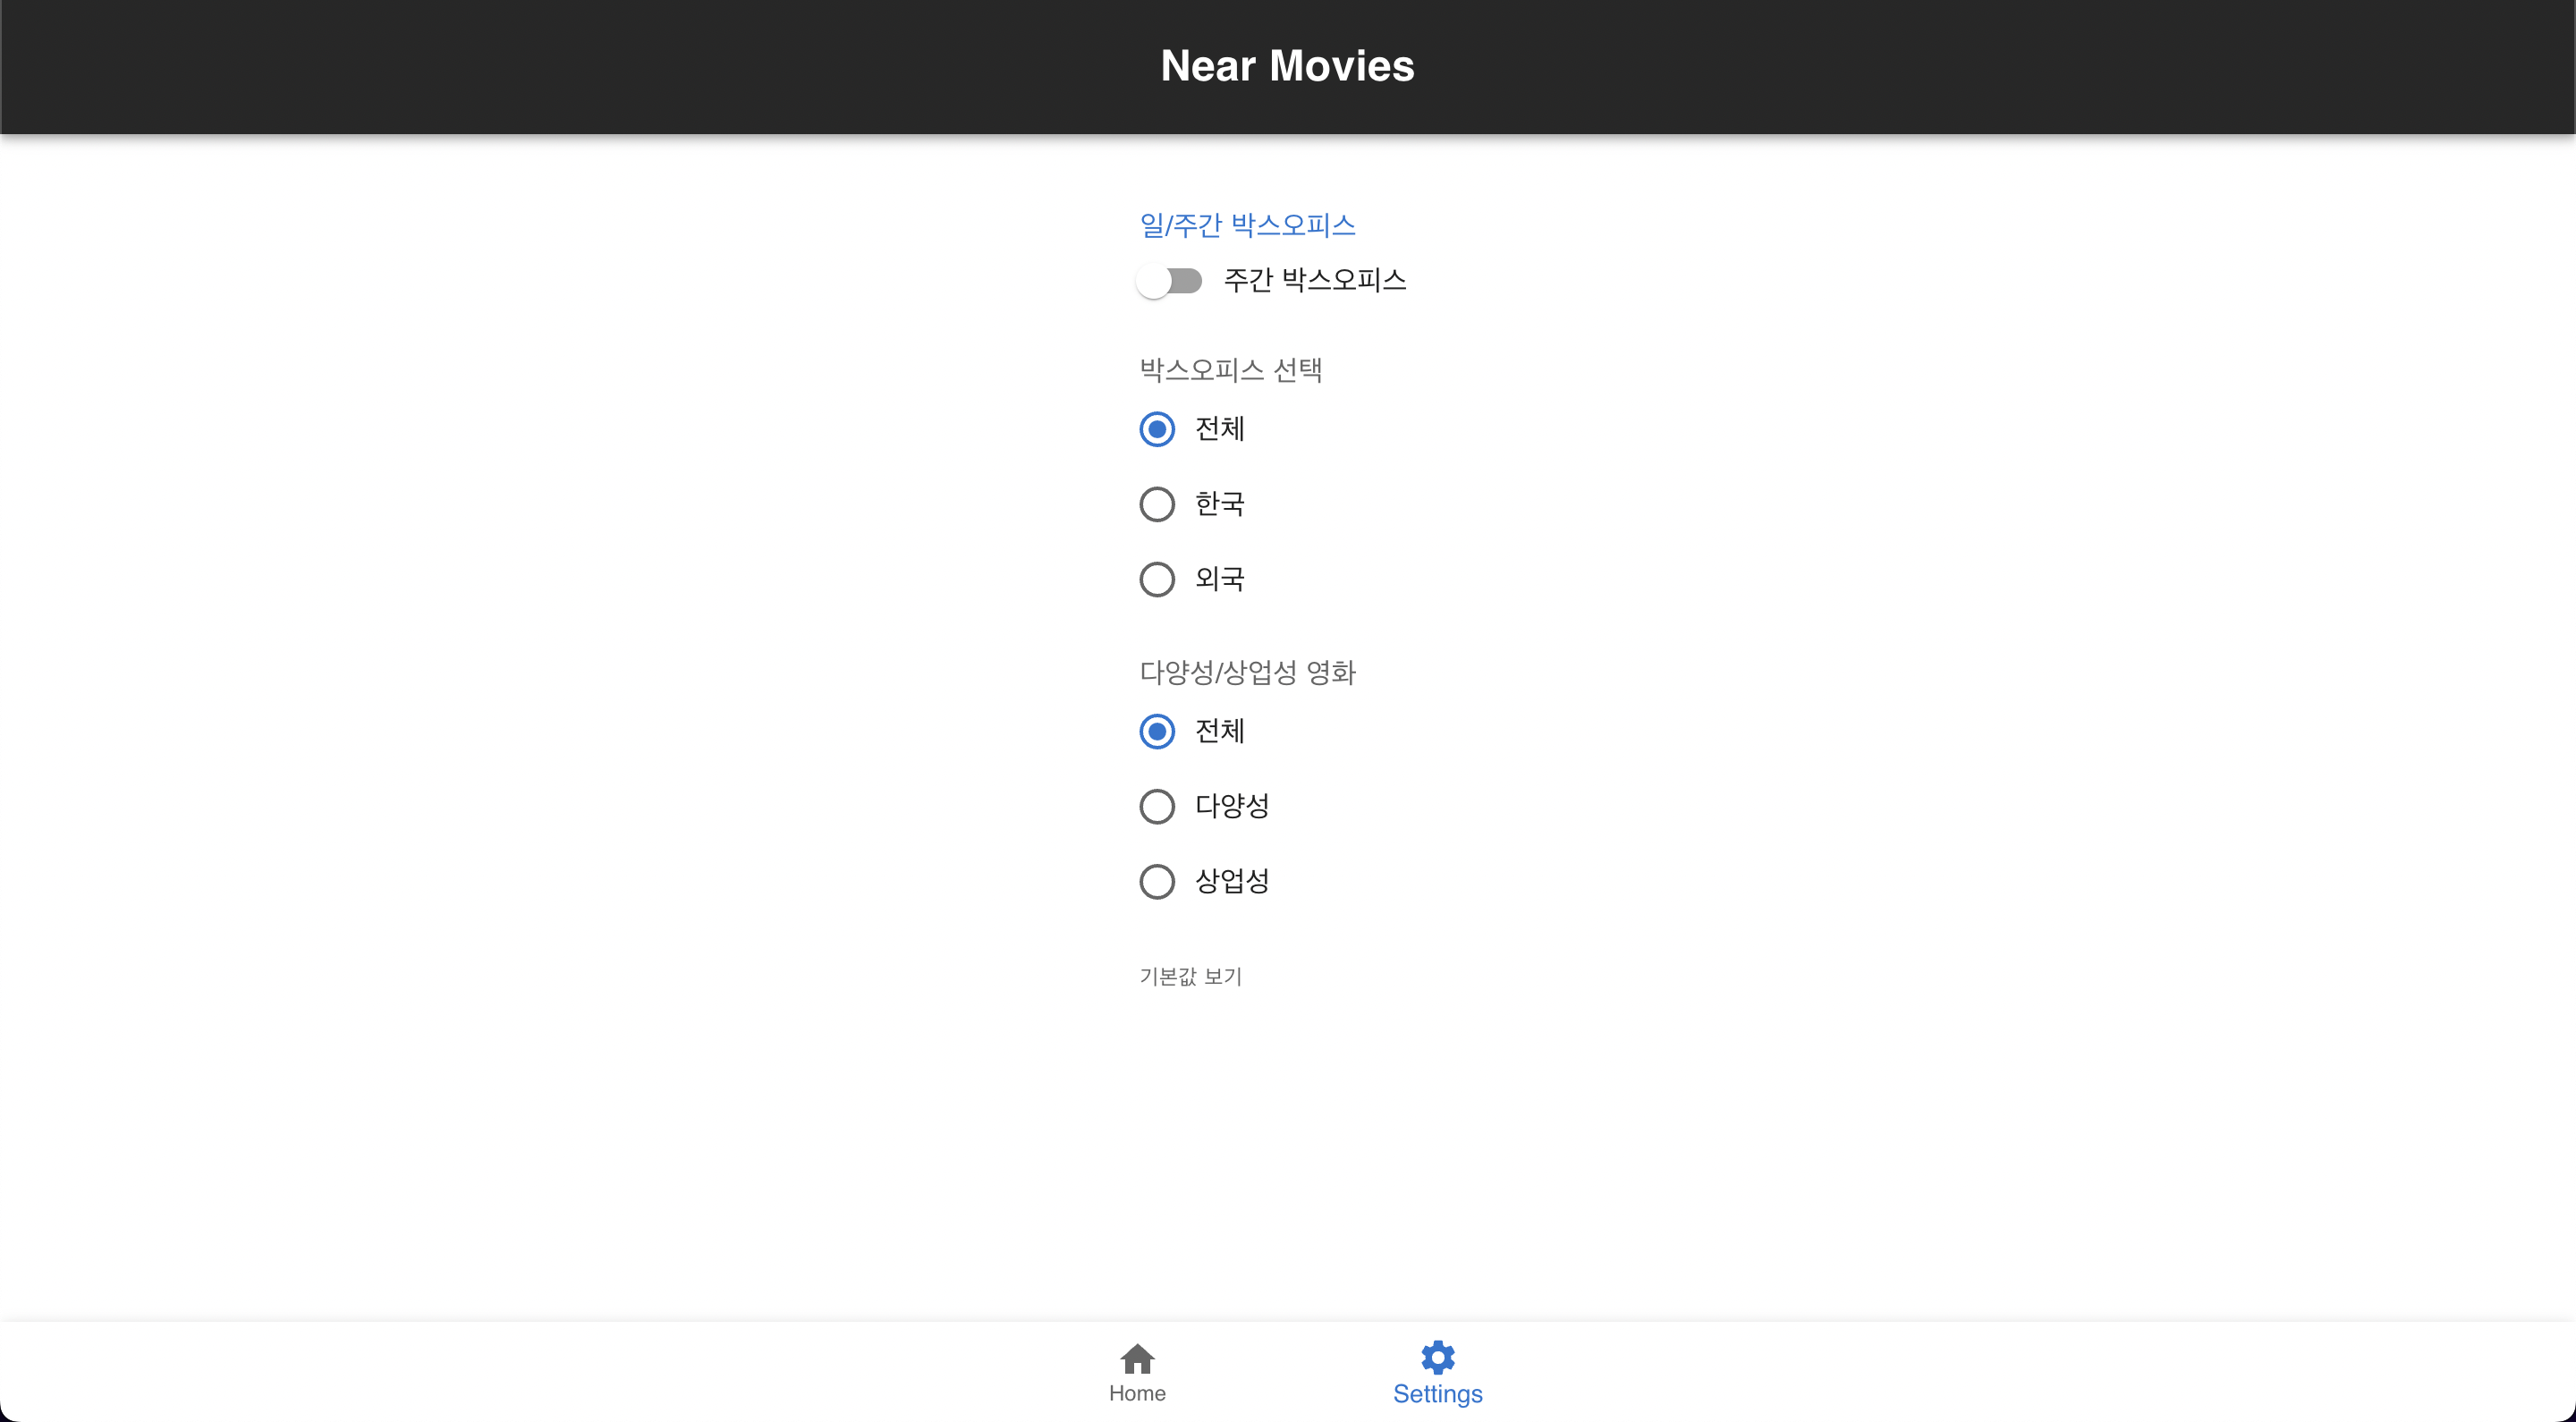 Near Movies
일/주간 박스오피스
주간 박스오피스
박스오피스 선택
전체
한국
외국
다양성/상업성 영화
전체
다양성
상업성
기본값 보기
Home
Settings